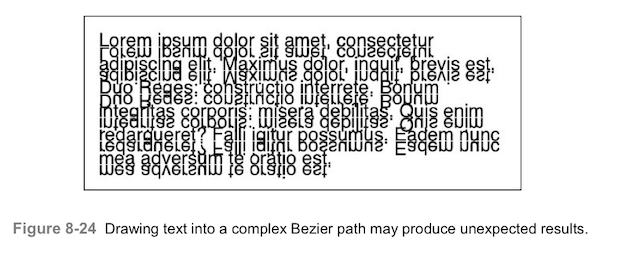 Lorem ipsum dolor sit amet, consectetur
adipiscing elit. Maximus dolor, inquit, brevis est.
Duo Reges: constructio interrete. Bonum
integritas corporis: misera debilitas. Quis enim
redargueret? Falli igitur possumus. Eadem nunc
mea adversum te oratio est.
Figure 8-24 Drawing text into a complex Bezier path may produce unexpected results.